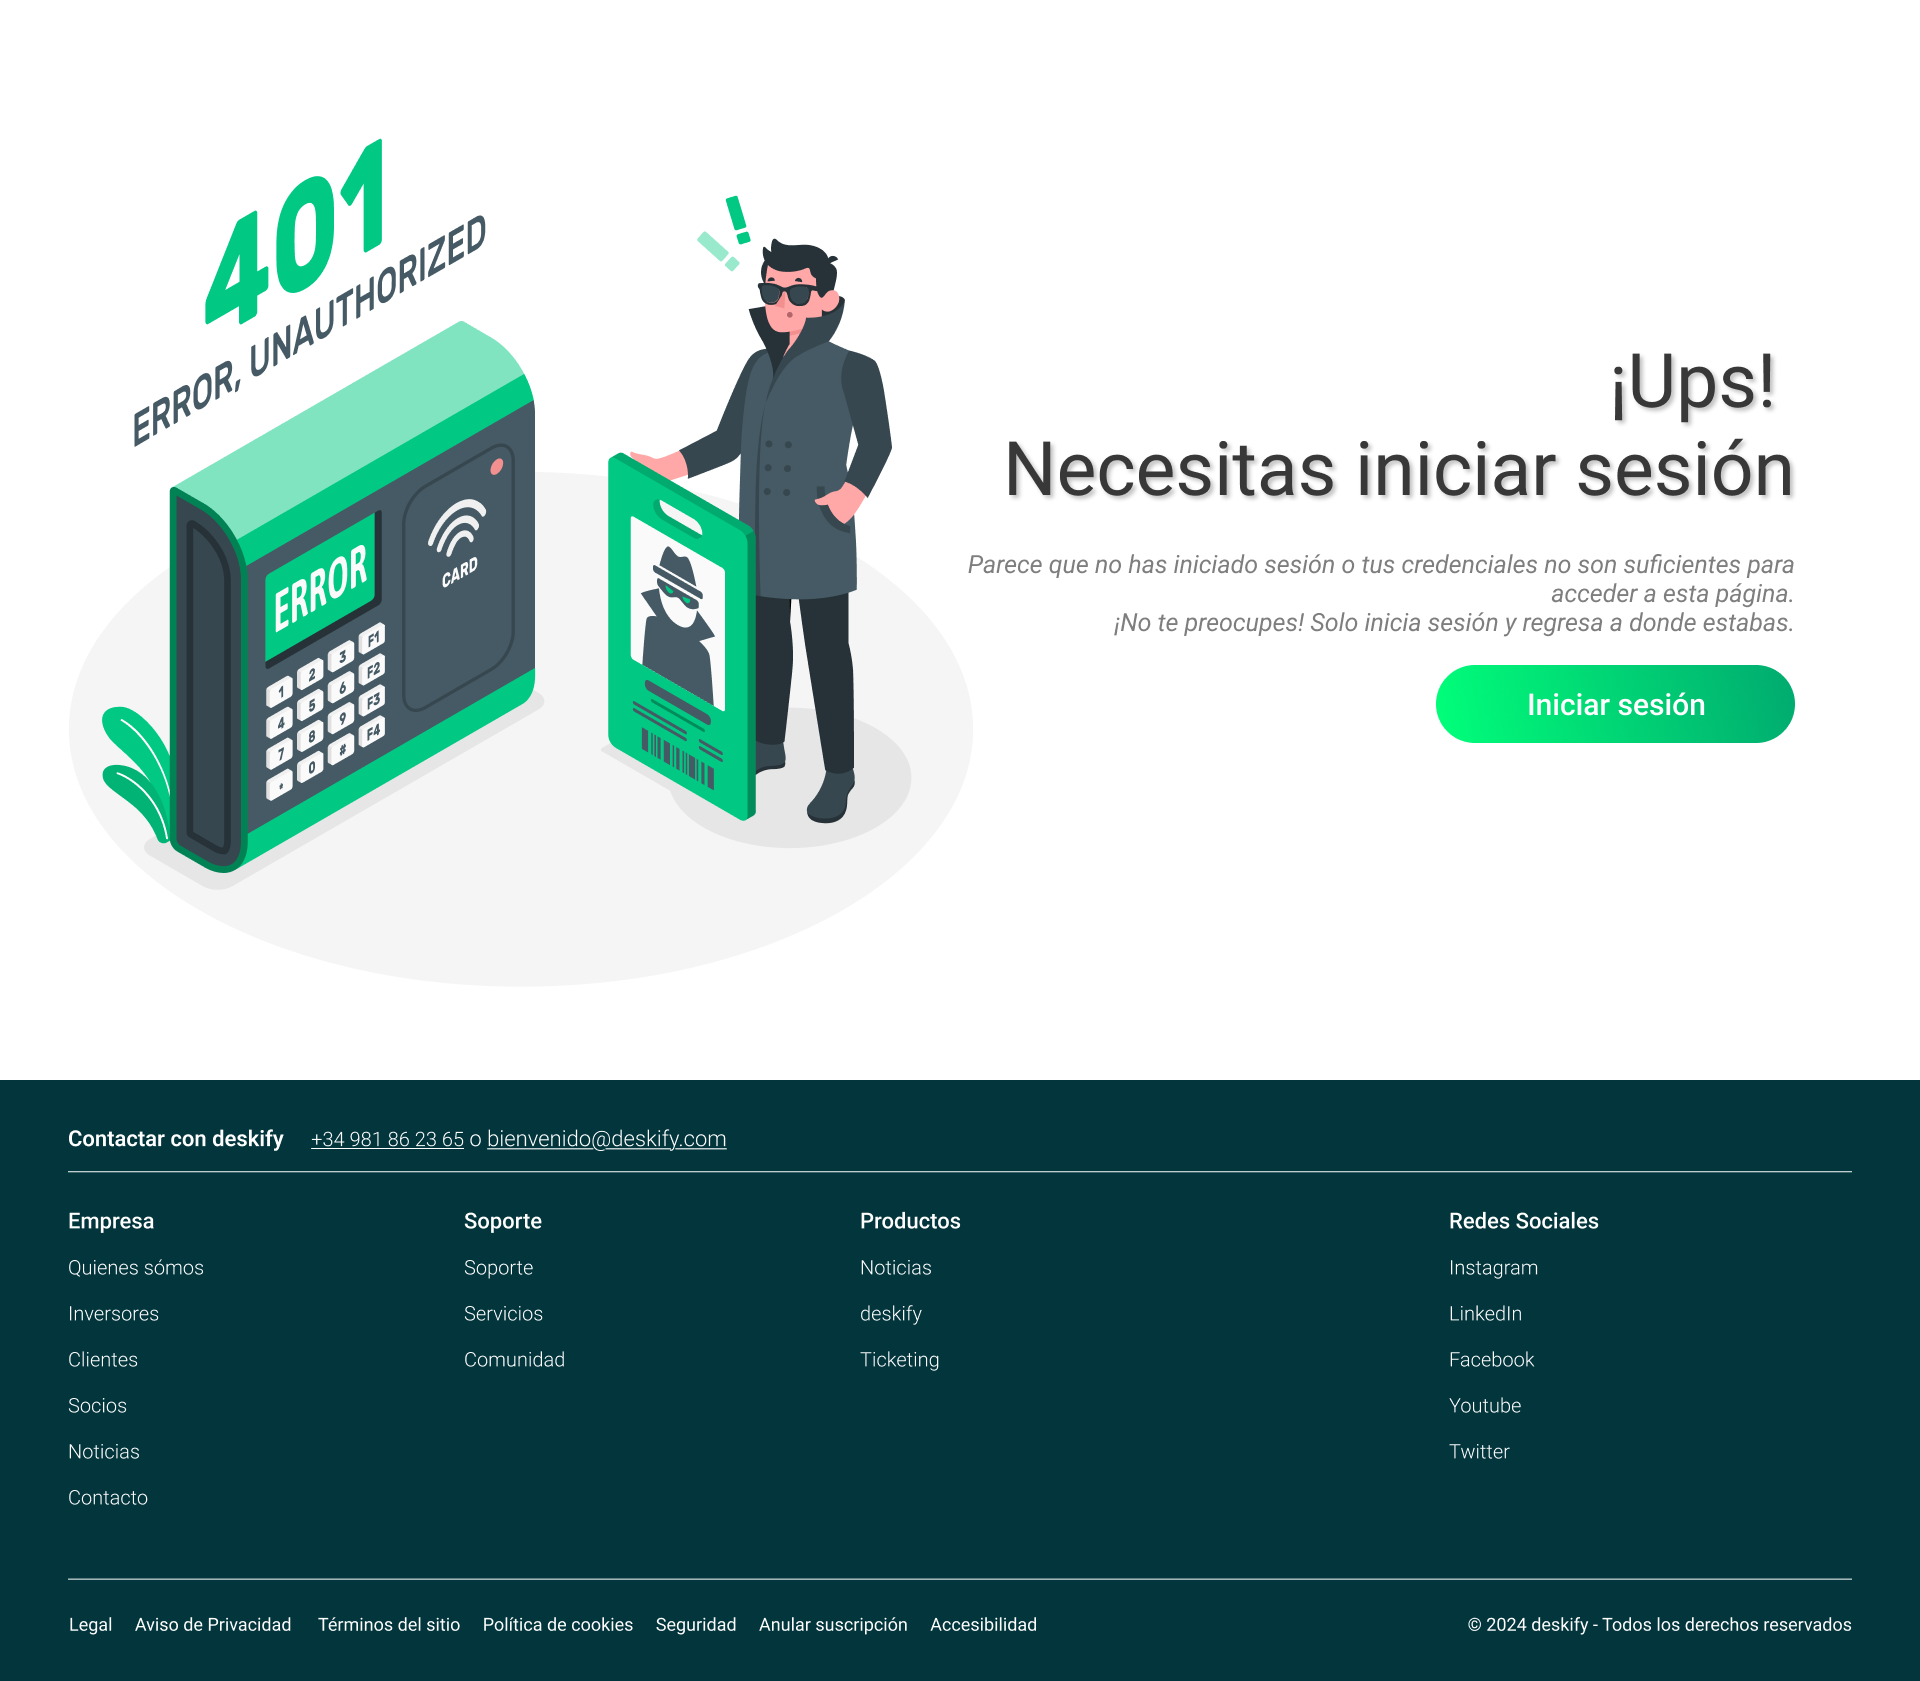 401
ERROR, UNAUTHORIZED
ERROR
CARD
1 2 3 F1
4 5 6 F2
7 8 9 F3
* 0 # F4
¡Ups!
Necesitas iniciar sesión
Parece que no has iniciado sesión o tus credenciales no son suficientes para
acceder a esta página.
¡No te preocupes! Solo inicia sesión y regresa a donde estabas.
Iniciar sesión
Contactar con deskify +34 981 86 23 65 o bienvenido@deskify.com
Empresa
Quienes sómos
Inversores
Clientes
Socios
Noticias
Contacto
Soporte
Soporte
Servicios
Comunidad
Productos
Noticias
deskify
Ticketing
Redes Sociales
Instagram
LinkedIn
Facebook
Youtube
Twitter
Legal Aviso de Privacidad Términos del sitio Política de cookies Seguridad Anular suscripción Accesibilidad
© 2024 deskify - Todos los derechos reservados